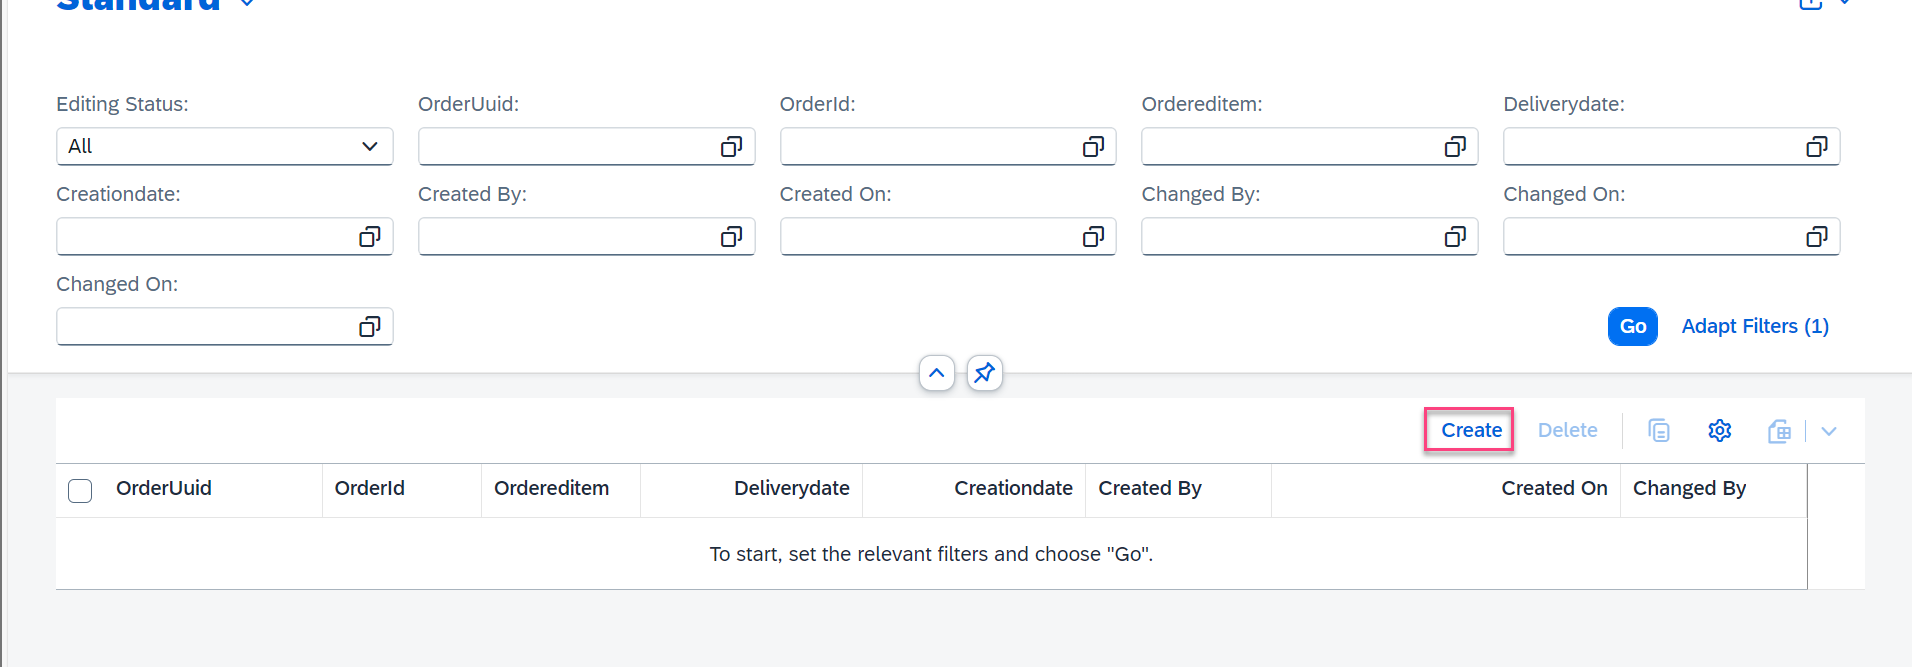 Standard
Editing Status: OrderUuid: OrderId: Ordereditem: Deliverydate:
All
Creationdate: Created By: Created On: Changed By: Changed On:
Changed On:
Go Adapt Filters (1)
Create Delete
OrderUuid OrderId Ordereditem Deliverydate Creationdate Created By Created On Changed By
To start, set the relevant filters and choose "Go".